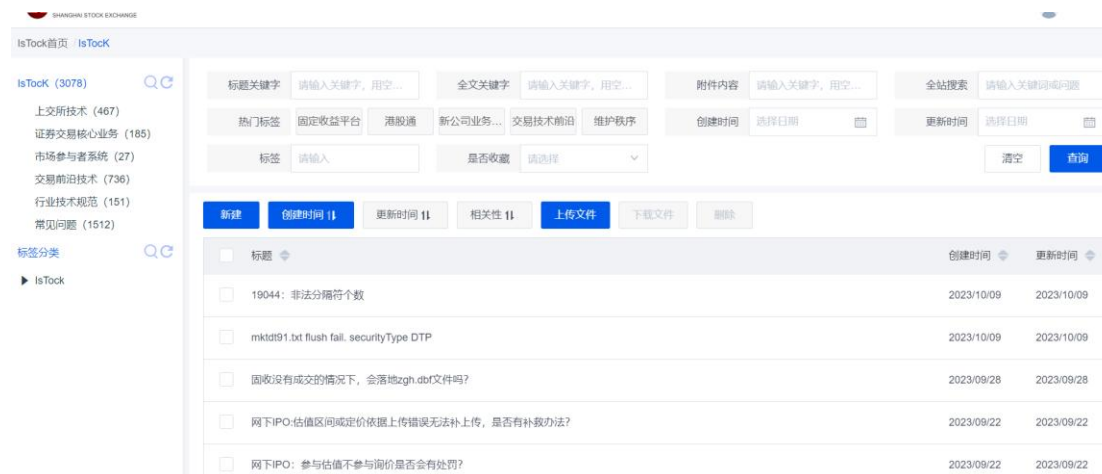 SHANGHAI STOCK EXCHANGE
IsTock首页 / IsTocK
IsTocK (3078)
上交所技术 (467)
证券交易核心业务 (185)
市场参与者系统 (27)
交易前沿技术 (736)
行业技术规范 (151)
常见问题 (1512)
标签分类
IsTock
标题关键字 请输入关键字，用空... 全文关键字 请输入关键字，用空... 附件内容 请输入关键字，用空... 全站搜索 请输入关键词或问题
热门标签 固定收益平台 港股通 新公司业务... 交易技术前沿 维护秩序 创建时间 选择日期 更新时间 选择日期
标签 请输入 是否收藏 请选择 清空 查询
新建 创建时间 更新时间 相关性 上传文件 下载文件 删除
标题 创建时间 更新时间
19044：非法分隔符个数 2023/10/09 2023/10/09
mktdt91.txt flush fail. securityType DTP 2023/10/09 2023/10/09
固收没有成交的情况下，会落地zgh.dbf文件吗? 2023/09/28 2023/09/28
网下IPO:估值区间或定价依据上传错误无法补上传，是否有补救办法? 2023/09/22 2023/09/22
网下IPO：参与估值不参与询价是否会有处罚? 2023/09/22 2023/09/22